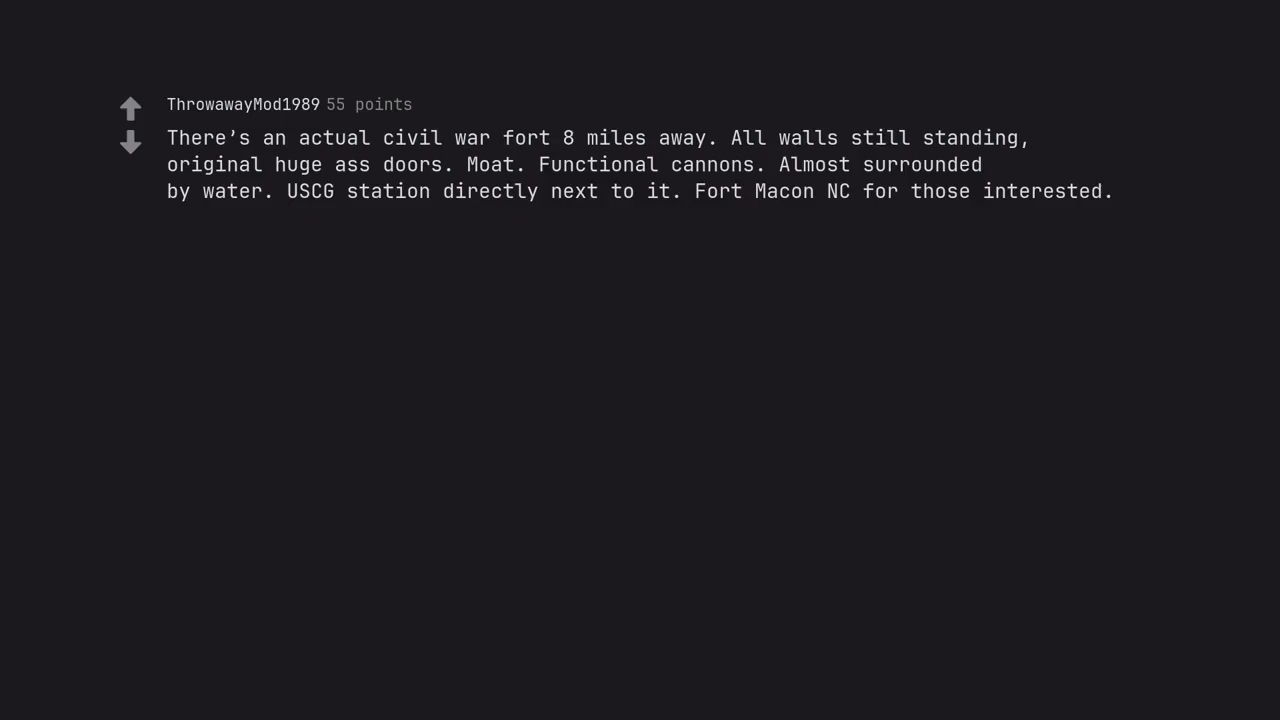 ThrowawayMod1989 55 points
There’s an actual civil war fort 8 miles away. All walls still standing,
original huge ass doors. Moat. Functional cannons. Almost surrounded
by water. USCG station directly next to it. Fort Macon NC for those interested.